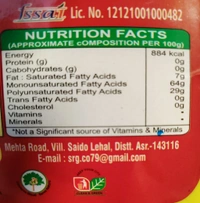 fssai Lic. No. 12121001000482
NUTRITION FACTS
(APPROXIMATE cOMPOSITION PER 100g)
Energy 884 kcal
Protein (g) 0g
Cabohydrates (g) 0g
Fat : Saturated Fatty Acids 7g
Monounsaturated Fatty Acids 64g
Polyunsaturated Fatty Acids 29g
Trans Fatty Acids 0g
Cholesterol 0g
Vitamins -
Minerals -
*Not a Significant source of Vitamins & Minerals
Mehta Road, Vill. Saido Lehal, Distt. Asr.-143116
E-mail : srg.co79@gmail.com